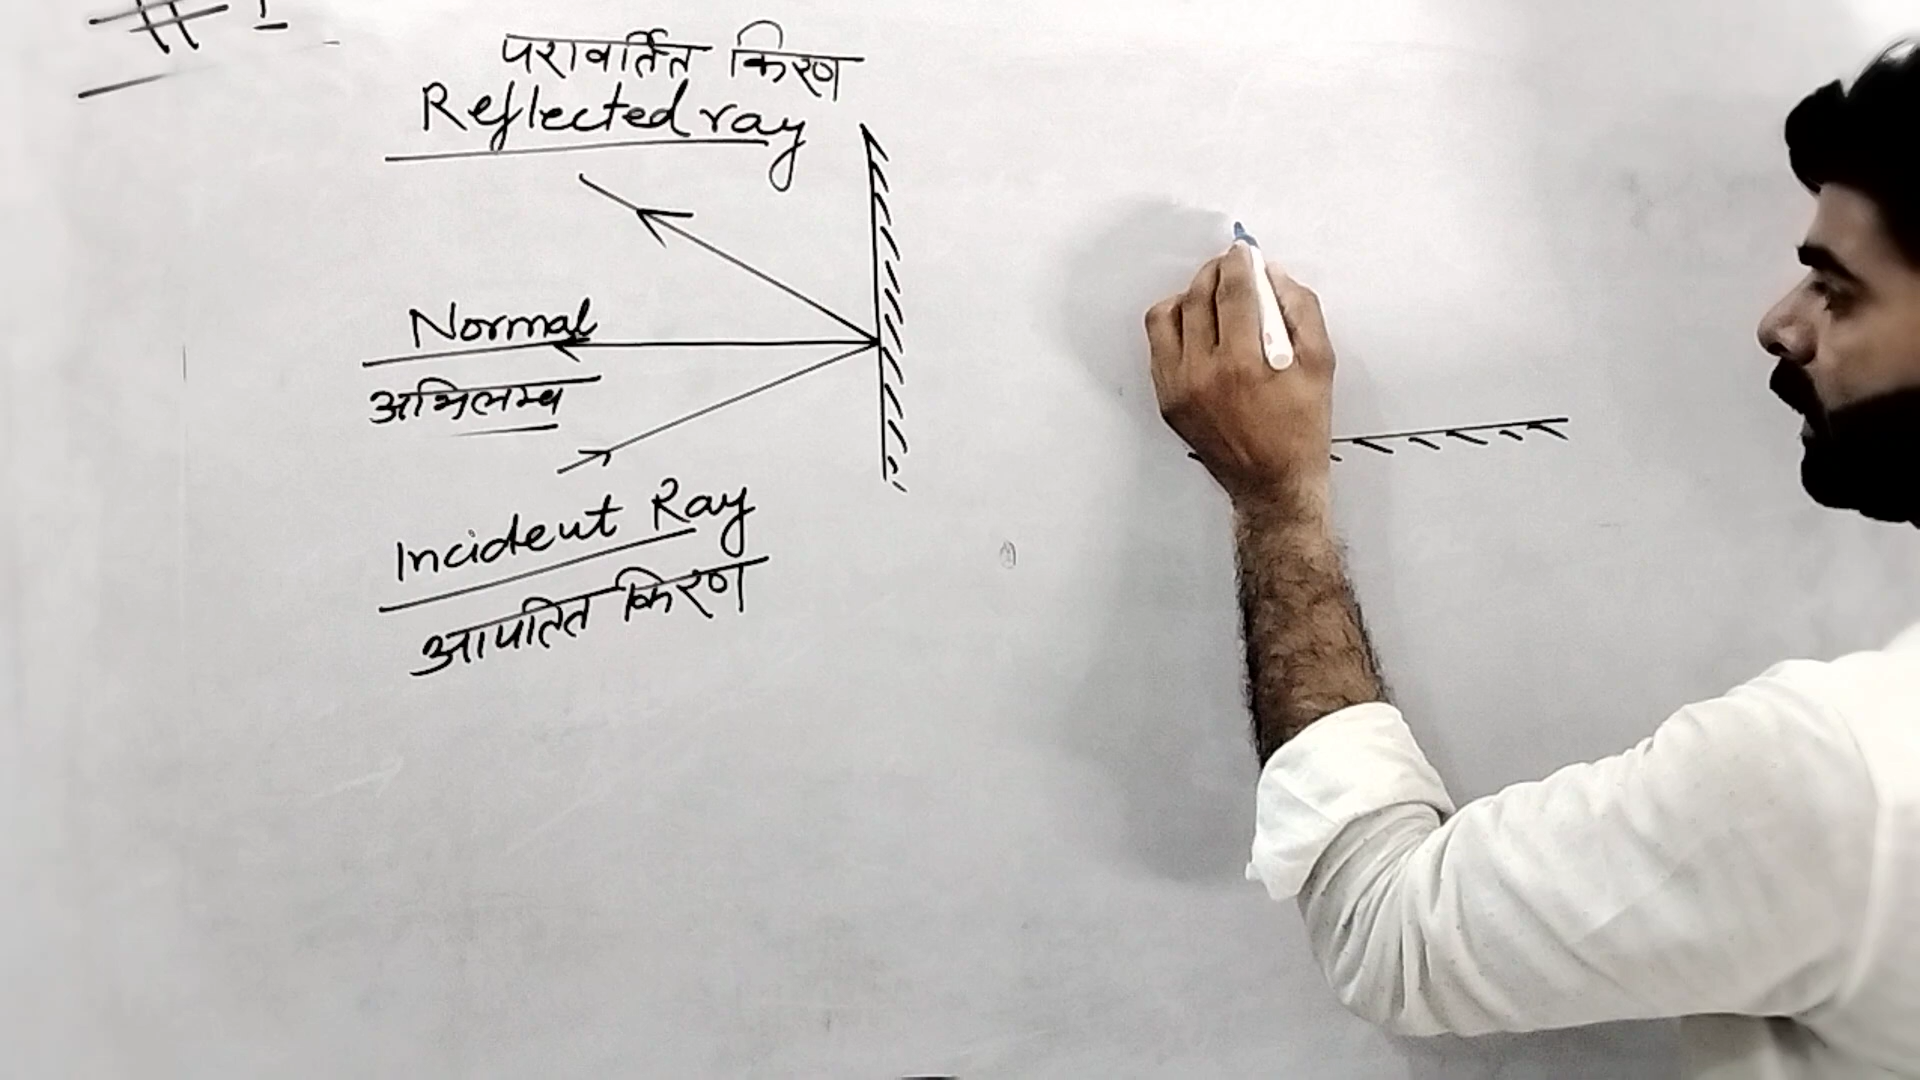 परावर्तित किरण
Reflected ray
Normal
अभिलम्ब
Incident Ray
आपतित किरण